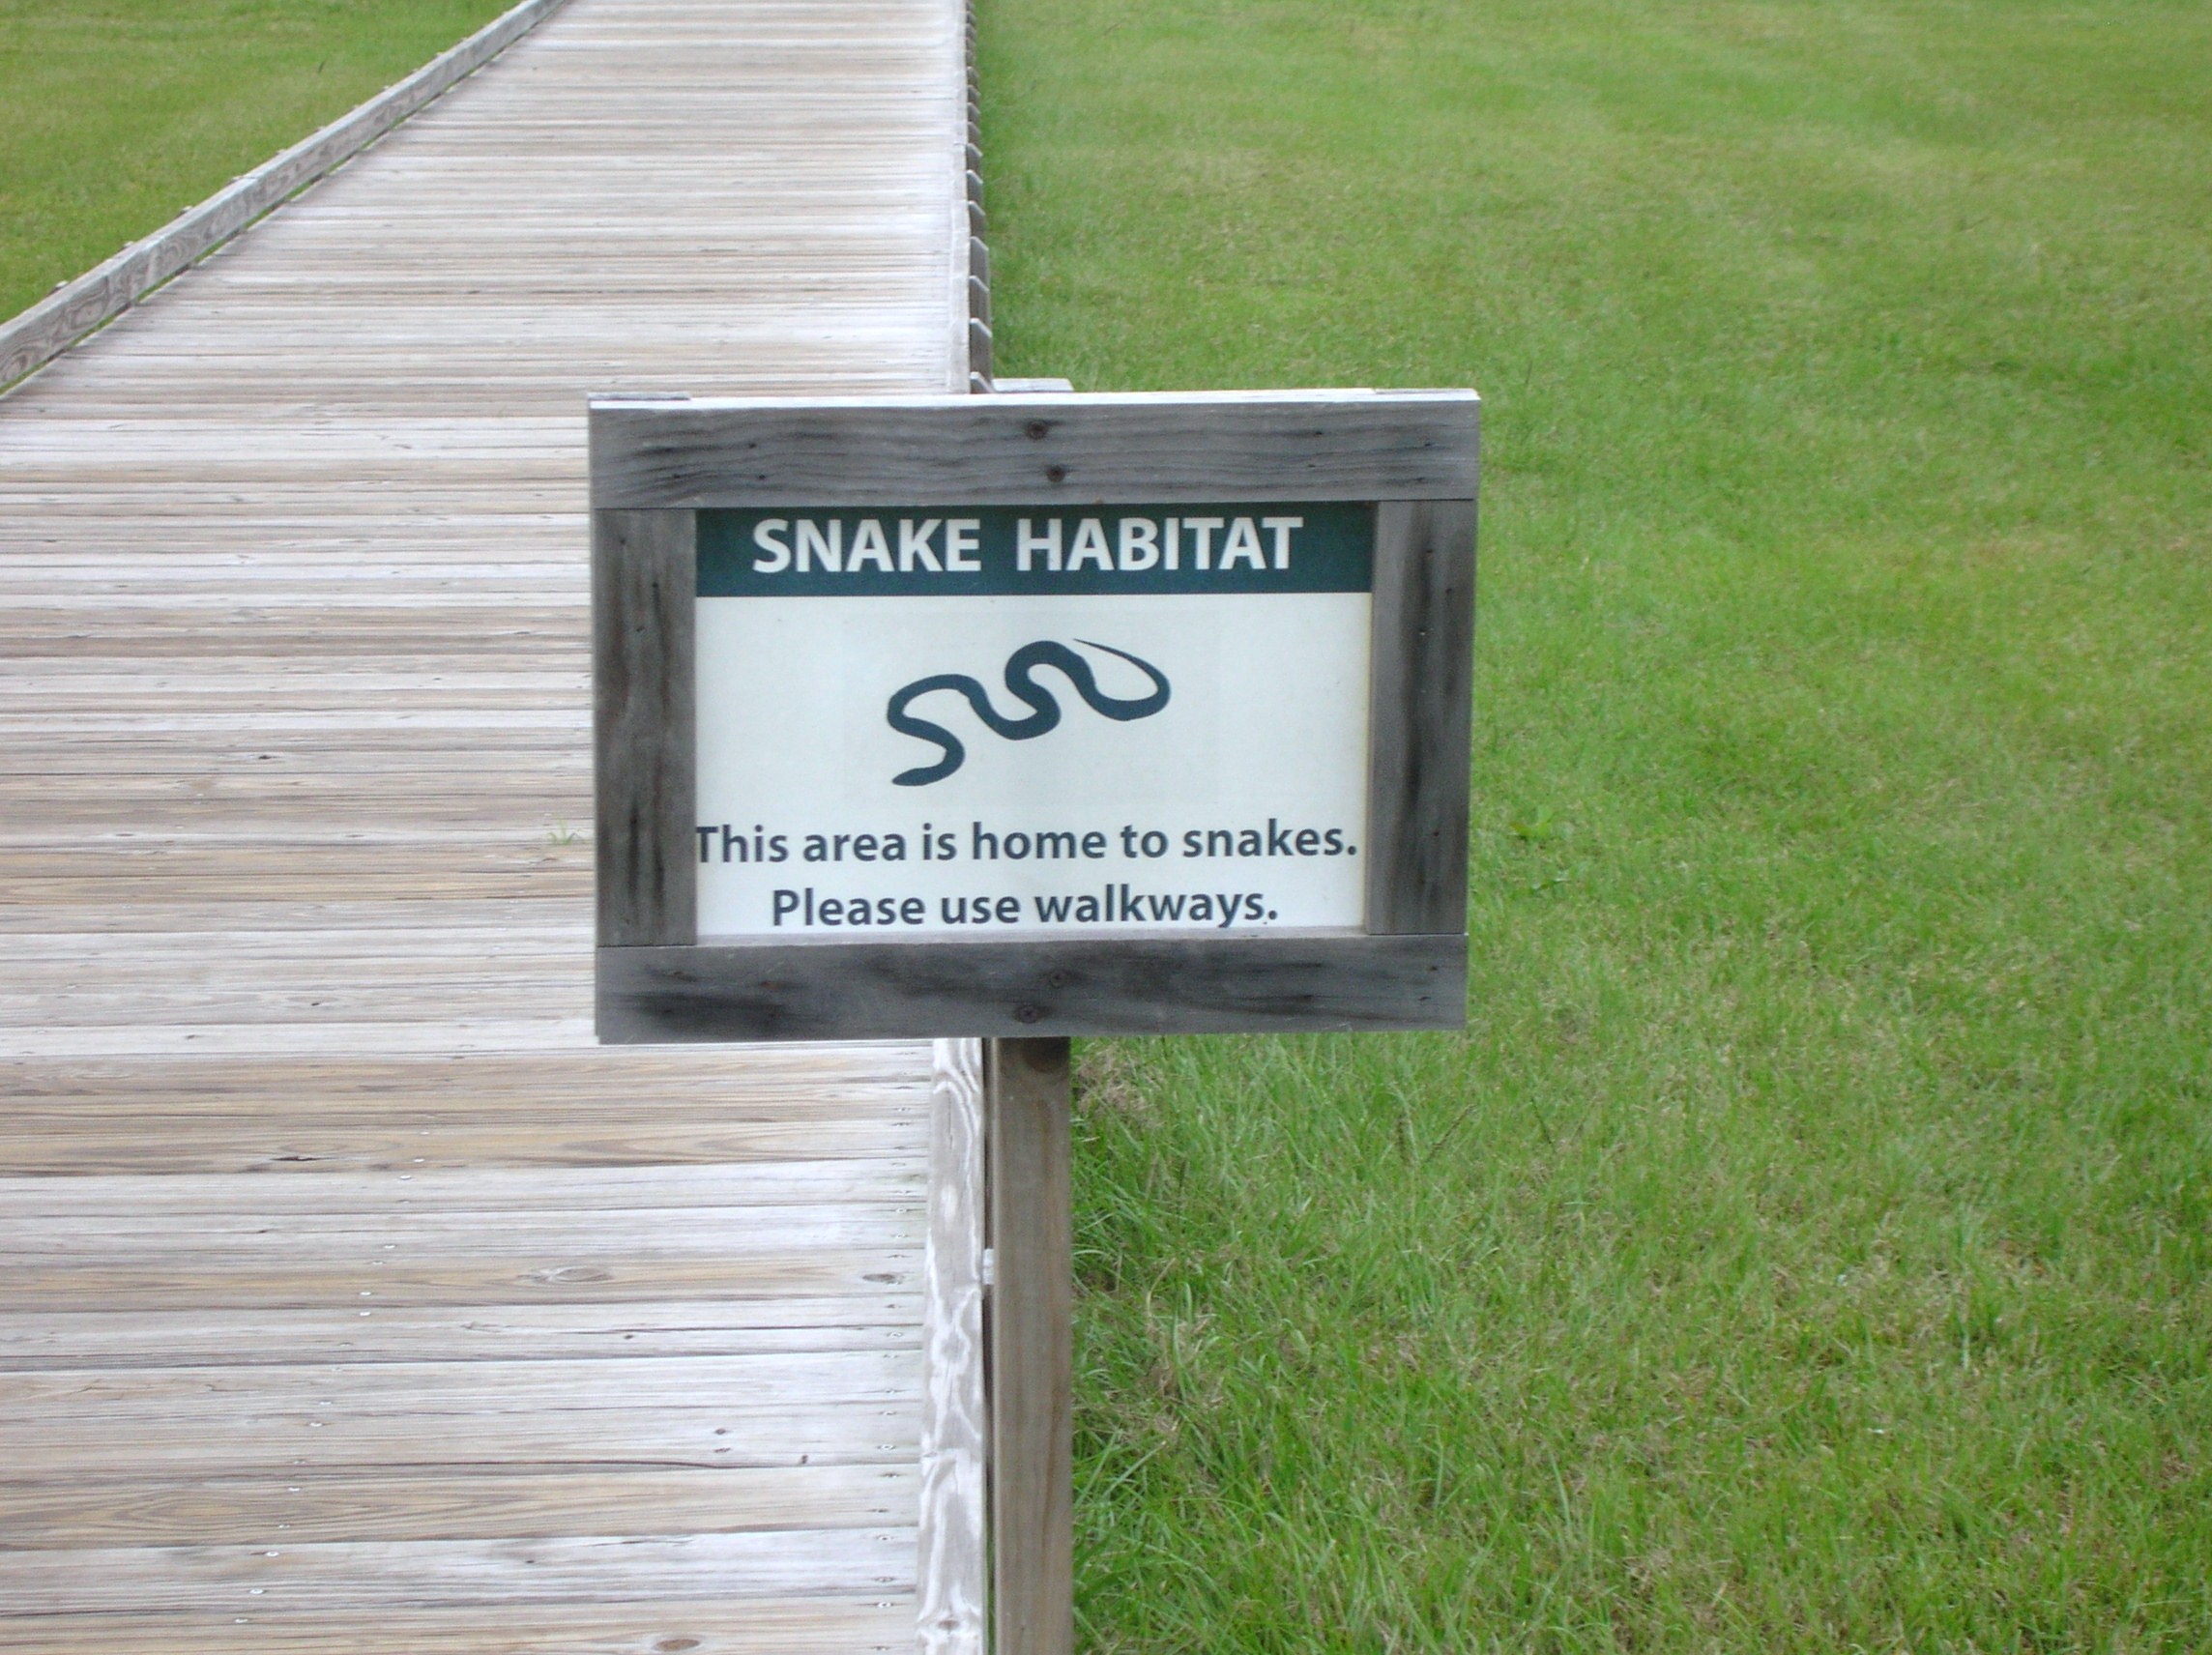 SNAKE HABITAT
This area is home to snakes.
Please use walkways.